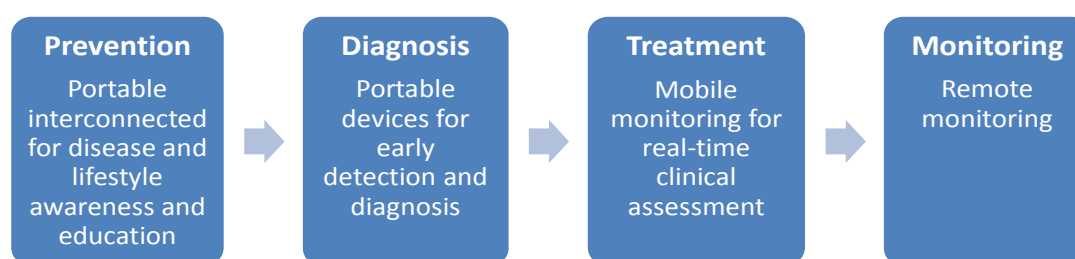 Prevention
Portable
interconnected
for disease and
lifestyle
awareness and
education
Diagnosis
Portable
devices for
early
detection and
diagnosis
Treatment
Mobile
monitoring for
real-time
clinical
assessment
Monitoring
Remote
monitoring